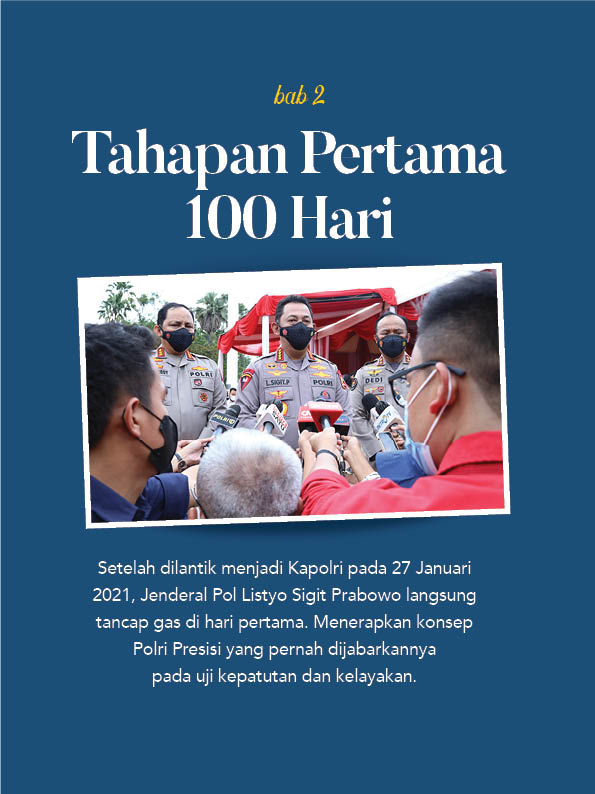 bab 2
Tahapan Pertama
100 Hari
POLRI
L.SIGIT.P
POLRI
DEDI
Setelah dilantik menjadi Kapolri pada 27 Januari
2021, Jenderal Pol Listyo Sigit Prabowo langsung
tancap gas di hari pertama. Menerapkan konsep
Polri Presisi yang pernah dijabarkannya
pada uji kepatutan dan kelayakan.